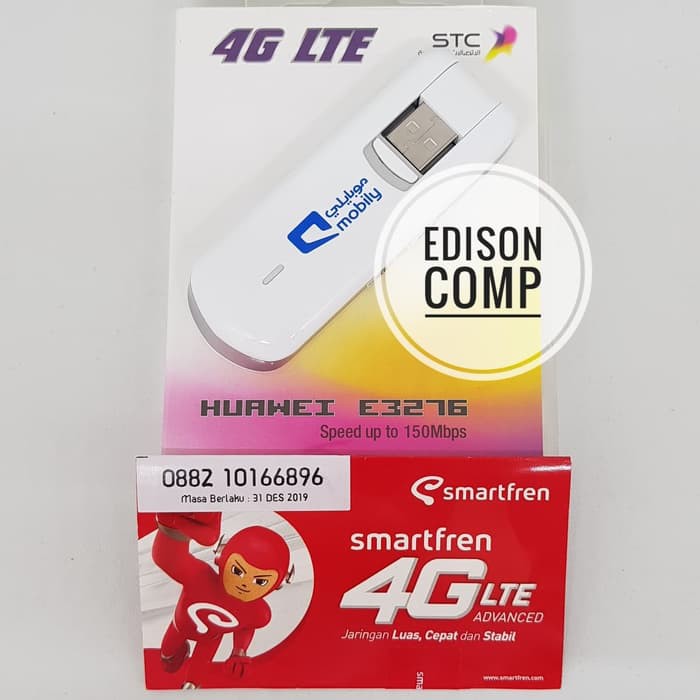 4G LTE
STC
موبايلي
mobily
EDISON
COMP
HUAWEI E3276
Speed up to 150Mbps
0882 10166896
Masa Berlaku : 31 DES 2019
smartfren
smartfren
4G LTE
ADVANCED
Jaringan Luas, Cepat dan Stabil
www.smartfren.com